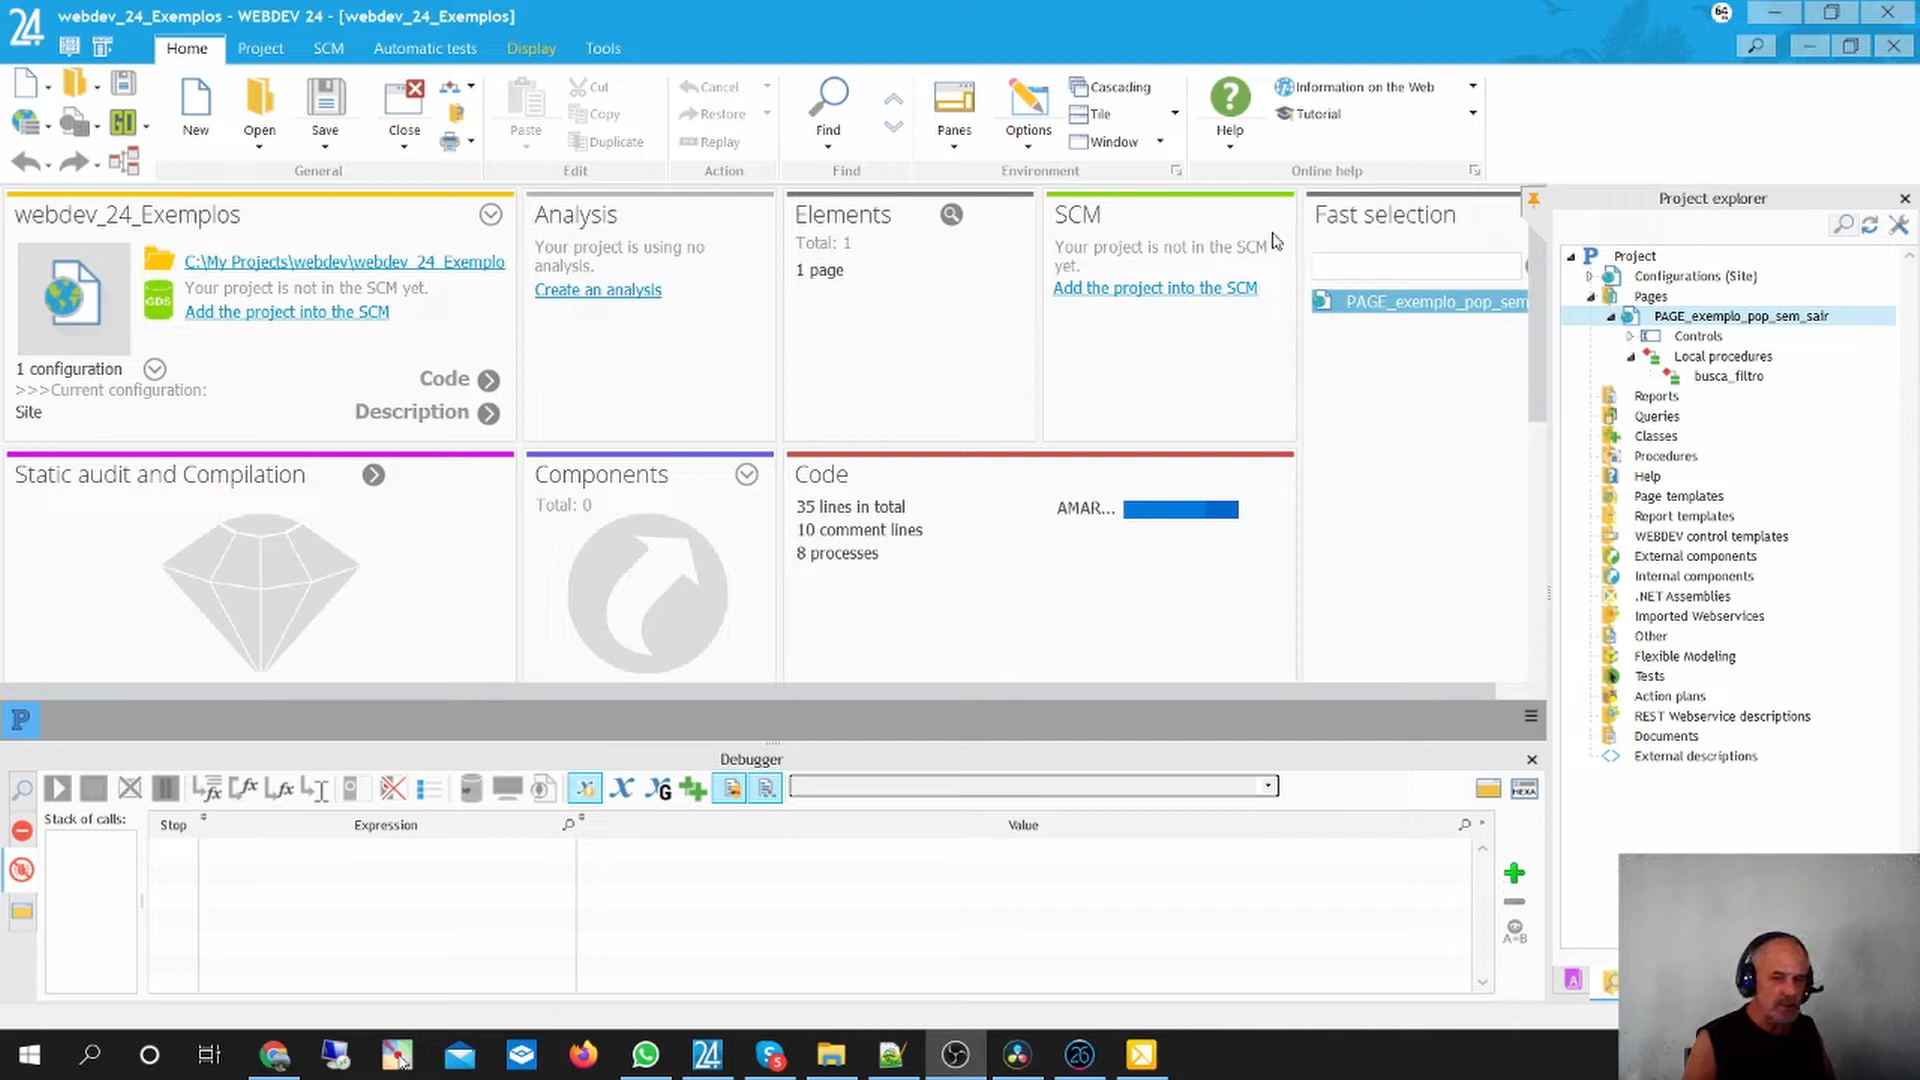 24
webdev_24_Exemplos - WEBDEV 24 - [webdev_24_Exemplos]
64
Home
Project
SCM
Automatic tests
Display
Tools
GO
New
Open
Save
Close
Paste
Cut
Copy
Duplicate
Cancel
Restore
Replay
Find
Panes
Options
Cascading
Tile
Window
Help
Information on the Web
Tutorial
General
Edit
Action
Find
Environment
Online help
webdev_24_Exemplos
C:\My Projects\webdev\webdev_24_Exemplo
Your project is not in the SCM yet.
GDS
Add the project into the SCM
1 configuration
>>>Current configuration:
Site
Code
Description
Analysis
Your project is using no
analysis.
Create an analysis
Elements
Total: 1
1 page
SCM
Your project is not in the SCM
yet.
Add the project into the SCM
Fast selection
PAGE_exemplo_pop_sem
Static audit and Compilation
Components
Total: 0
Code
35 lines in total
10 comment lines
8 processes
AMAR...
Project explorer
Project
Configurations (Site)
Pages
PAGE_exemplo_pop_sem_sair
Controls
Local procedures
busca_filtro
Reports
Queries
Classes
Procedures
Help
Page templates
Report templates
WEBDEV control templates
External components
Internal components
.NET Assemblies
Imported Webservices
Other
Flexible Modeling
Tests
Action plans
REST Webservice descriptions
Documents
External descriptions
P
Debugger
HEXA
Stack of calls:
Stop
Expression
Value
A=B
A
24
S
26